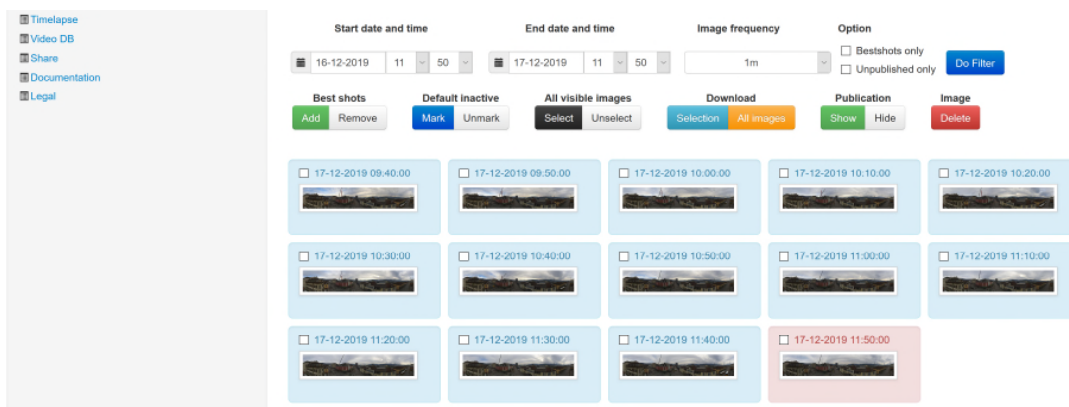 Timelapse
Video DB
Share
Documentation
Legal
Start date and time End date and time Image frequency Option
16-12-2019 11 50 17-12-2019 11 50 1m Bestshots only
Unpublished only
Do Filter
Best shots Default inactive All visible images Download Publication Image
Add Remove Mark Unmark Select Unselect Selection All images Show Hide Delete
17-12-2019 09:40:00 17-12-2019 09:50:00 17-12-2019 10:00:00 17-12-2019 10:10:00 17-12-2019 10:20:00
17-12-2019 10:30:00 17-12-2019 10:40:00 17-12-2019 10:50:00 17-12-2019 11:00:00 17-12-2019 11:10:00
17-12-2019 11:20:00 17-12-2019 11:30:00 17-12-2019 11:40:00 17-12-2019 11:50:00